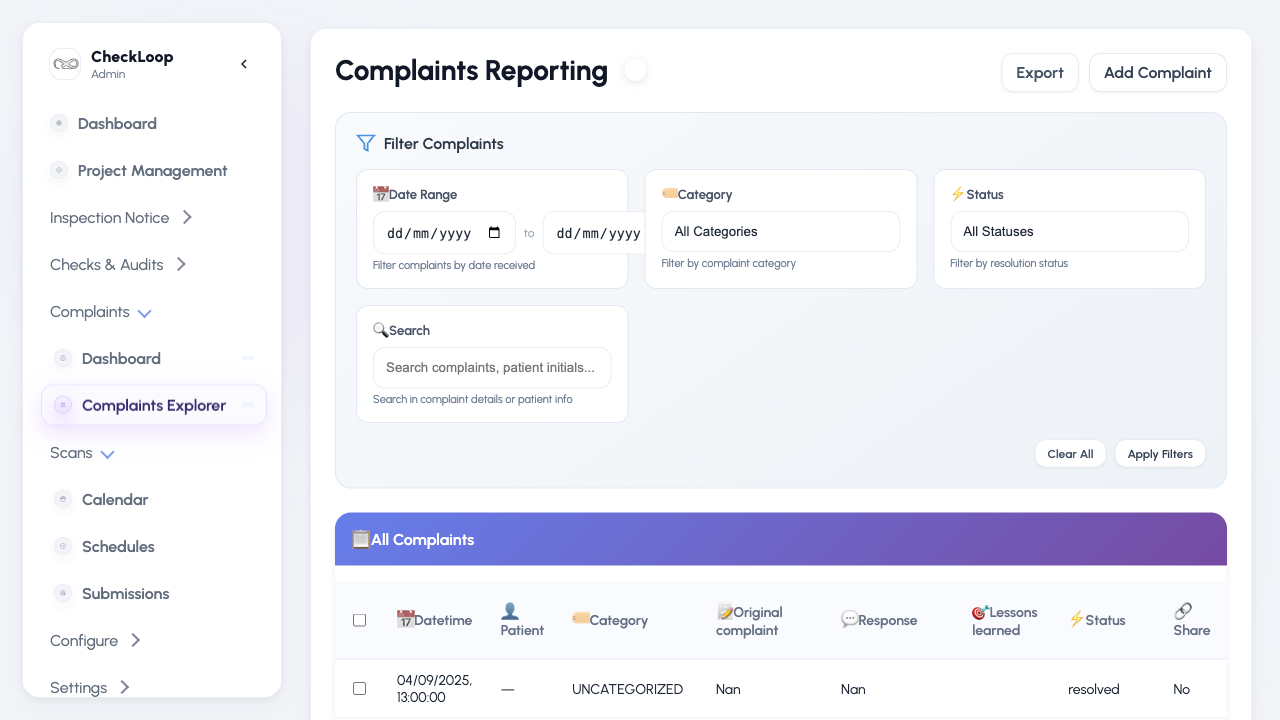 CheckLoop
Admin
Dashboard
Project Management
Inspection Notice
Checks & Audits
Complaints
Dashboard
Complaints Explorer
Scans
Calendar
Schedules
Submissions
Configure
Settings
Complaints Reporting
Export
Add Complaint
Filter Complaints
Date Range
dd/mm/yyyy to dd/mm/yyyy
Filter complaints by date received
Category
All Categories
Filter by complaint category
Status
All Statuses
Filter by resolution status
Search
Search complaints, patient initials...
Search in complaint details or patient info
Clear All
Apply Filters
All Complaints
Datetime
Patient
Category
Original
complaint
Response
Lessons
learned
Status
Share
04/09/2025,
13:00:00
—
UNCATEGORIZED
Nan
Nan
resolved
No